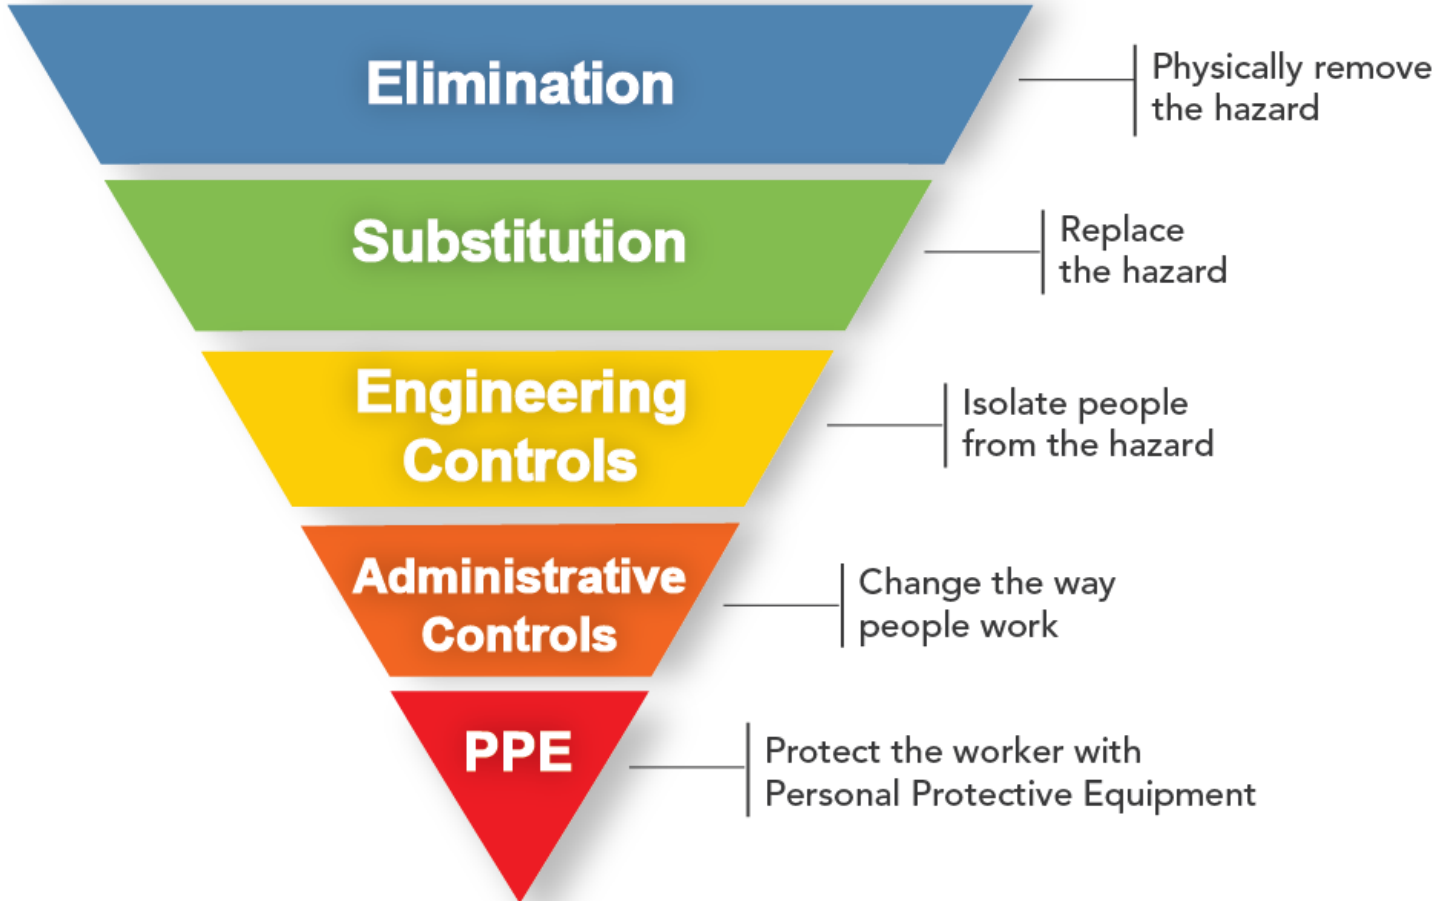 Elimination
Physically remove
the hazard
Substitution
Replace
the hazard
Engineering
Controls
Isolate people
from the hazard
Administrative
Controls
Change the way
people work
PPE
Protect the worker with
Personal Protective Equipment